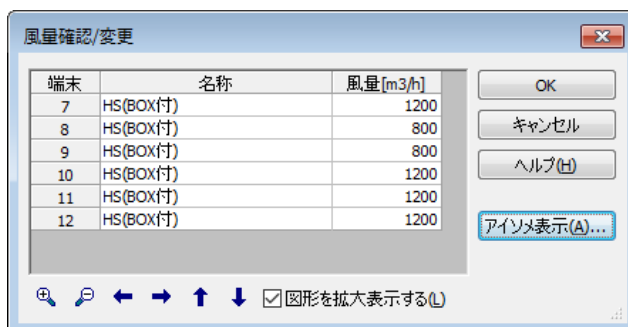 風量確認/変更
端末 名称 風量[m3/h]
7 HS(BOX付) 1200
8 HS(BOX付) 800
9 HS(BOX付) 800
10 HS(BOX付) 1200
11 HS(BOX付) 1200
12 HS(BOX付) 1200
OK
キャンセル
ヘルプ(H)
アイソメ表示(A)...
図形を拡大表示する(L)